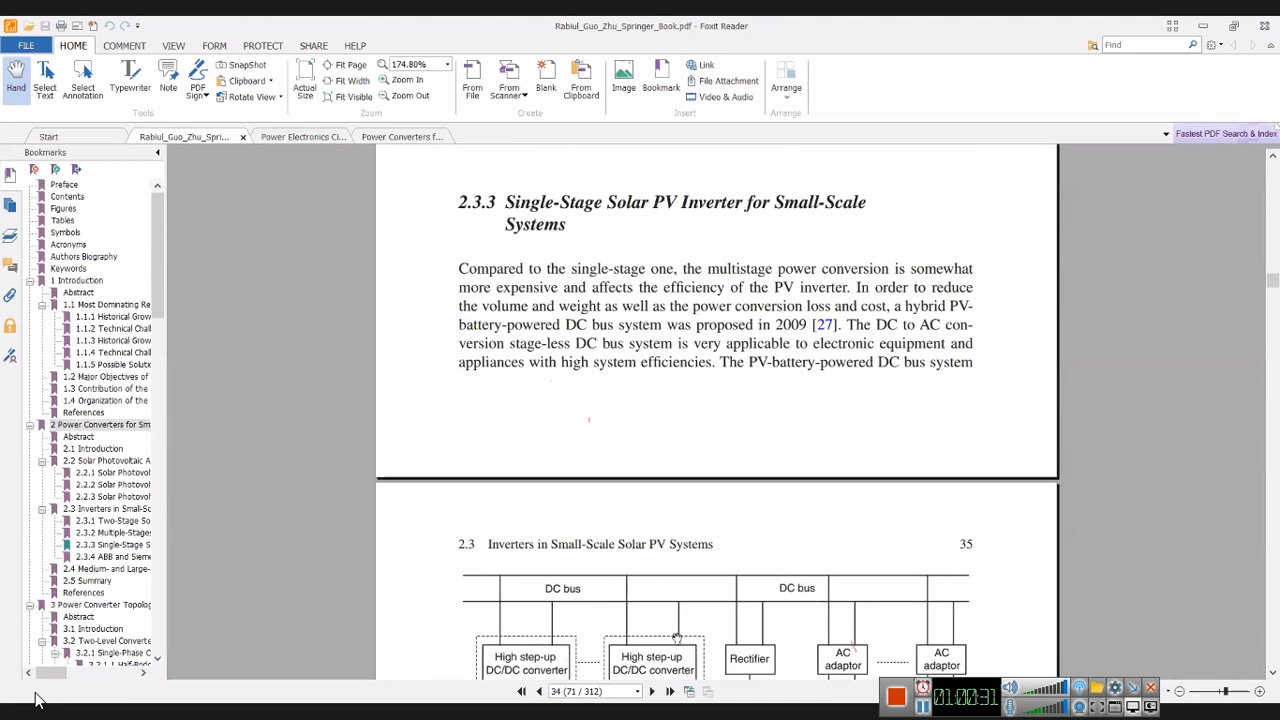 Rabiul_Guo_Zhu_Springer_Book.pdf - Foxit Reader
FILE HOME COMMENT VIEW FORM PROTECT SHARE HELP Find
Hand Select Text Select Annotation Typewriter Note PDF Sign SnapShot Clipboard Rotate View
Actual Size Fit Page Fit Width Fit Visible 174.80% Zoom In Zoom Out
From File From Scanner Blank From Clipboard Image Bookmark Link File Attachment Video & Audio Arrange
Tools Zoom Create Insert Arrange
Start Rabiul_Guo_Zhu_Spri... Power Electronics Ci... Power Converters f... Fastest PDF Search & Index
Bookmarks
Preface
Contents
Figures
Tables
Symbols
Acronyms
Authors Biography
Keywords
1 Introduction
Abstract
1.1 Most Dominating Re
1.1.1 Historical Grow
1.1.2 Technical Chall
1.1.3 Historical Grow
1.1.4 Technical Chall
1.1.5 Possible Solut
1.2 Major Objectives of
1.3 Contribution of the
1.4 Organization of the
References
2 Power Converters for Sm
Abstract
2.1 Introduction
2.2 Solar Photovoltaic A
2.2.1 Solar Photovol
2.2.2 Solar Photovol
2.2.3 Solar Photovol
2.3 Inverters in Small-Sc
2.3.1 Two-Stage So
2.3.2 Multiple-Stages
2.3.3 Single-Stage S
2.3.4 ABB and Sieme
2.4 Medium- and Large-
2.5 Summary
References
3 Power Converter Topolog
Abstract
3.1 Introduction
3.2 Two-Level Converte
3.2.1 Single-Phase C
2.3.3 Single-Stage Solar PV Inverter for Small-Scale
Systems
Compared to the single-stage one, the multistage power conversion is somewhat
more expensive and affects the efficiency of the PV inverter. In order to reduce
the volume and weight as well as the power conversion loss and cost, a hybrid PV-
battery-powered DC bus system was proposed in 2009 [27]. The DC to AC con-
version stage-less DC bus system is very applicable to electronic equipment and
appliances with high system efficiencies. The PV-battery-powered DC bus system
2.3 Inverters in Small-Scale Solar PV Systems 35
DC bus DC bus
High step-up DC/DC converter High step-up DC/DC converter Rectifier AC adaptor AC adaptor
34 (71 / 312)
01:00:31